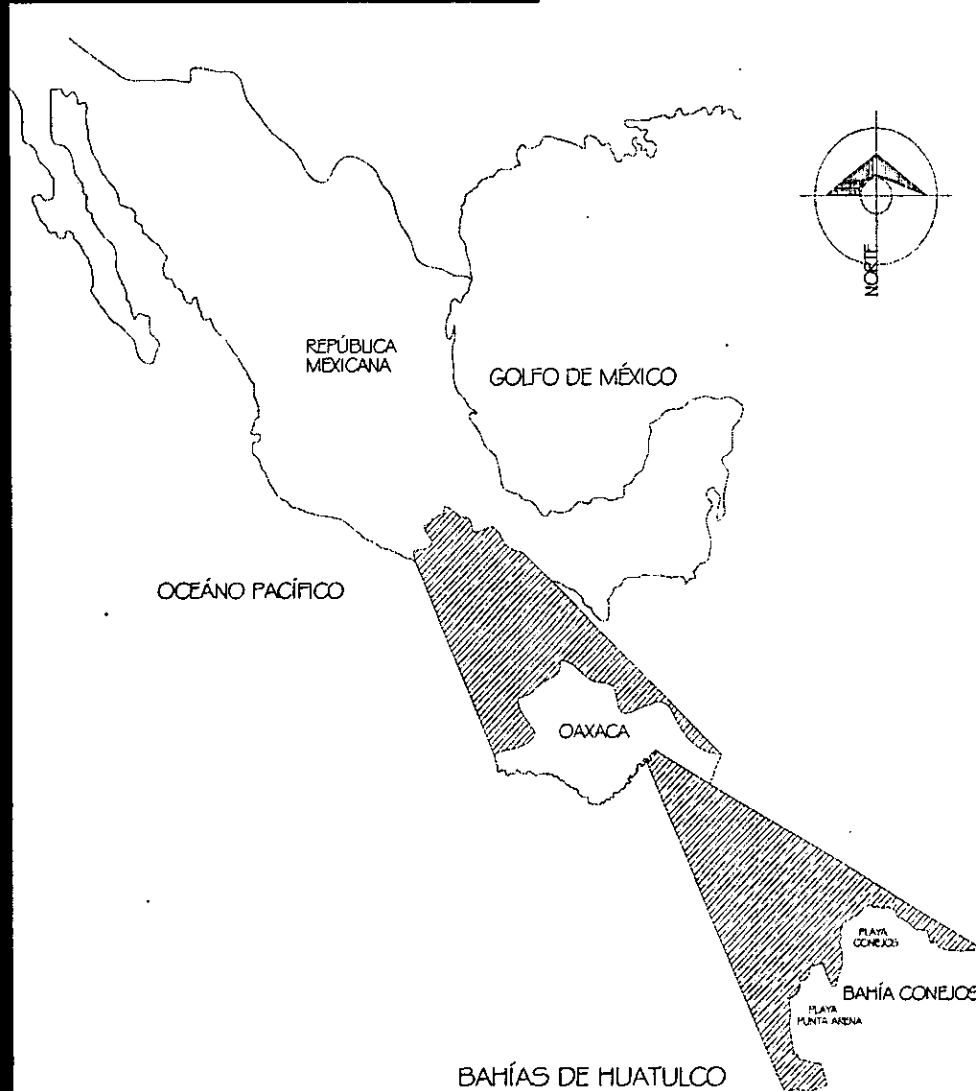 NORTE
REPÚBLICA
MEXICANA
GOLFO DE MÉXICO
OCEÁNO PACÍFICO
OAXACA
PLAYA
CONEJOS
BAHÍA CONEJOS
PLAYA
PUNTA ARENA
BAHÍAS DE HUATULCO